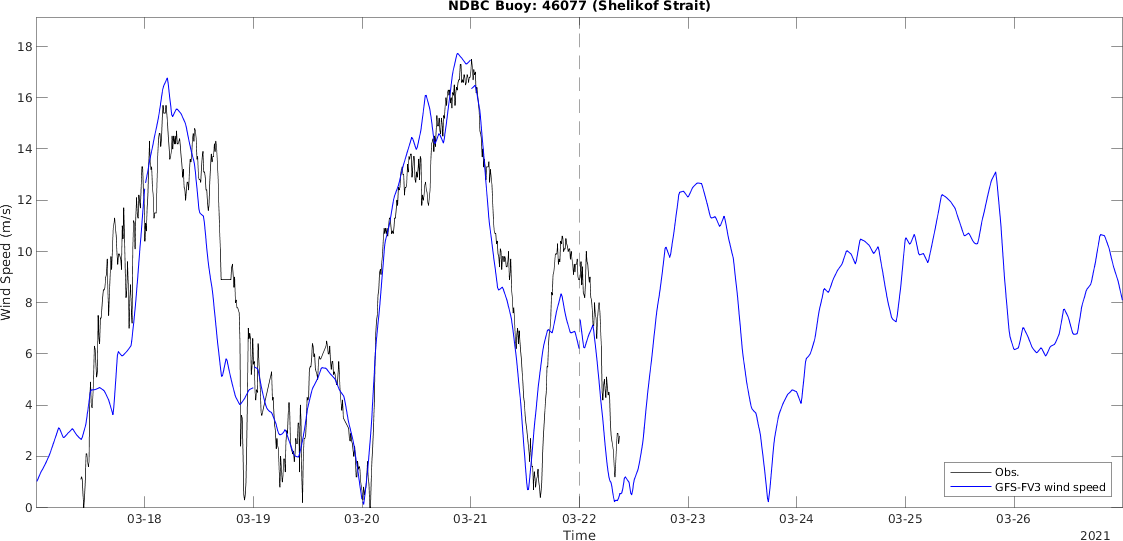 NDBC Buoy: 46077 (Shelikof Strait)
Wind Speed (m/s)
18
16
14
12
10
8
6
4
2
0
Obs.
GFS-FV3 wind speed
03-18 03-19 03-20 03-21 03-22 03-23 03-24 03-25 03-26
Time
2021